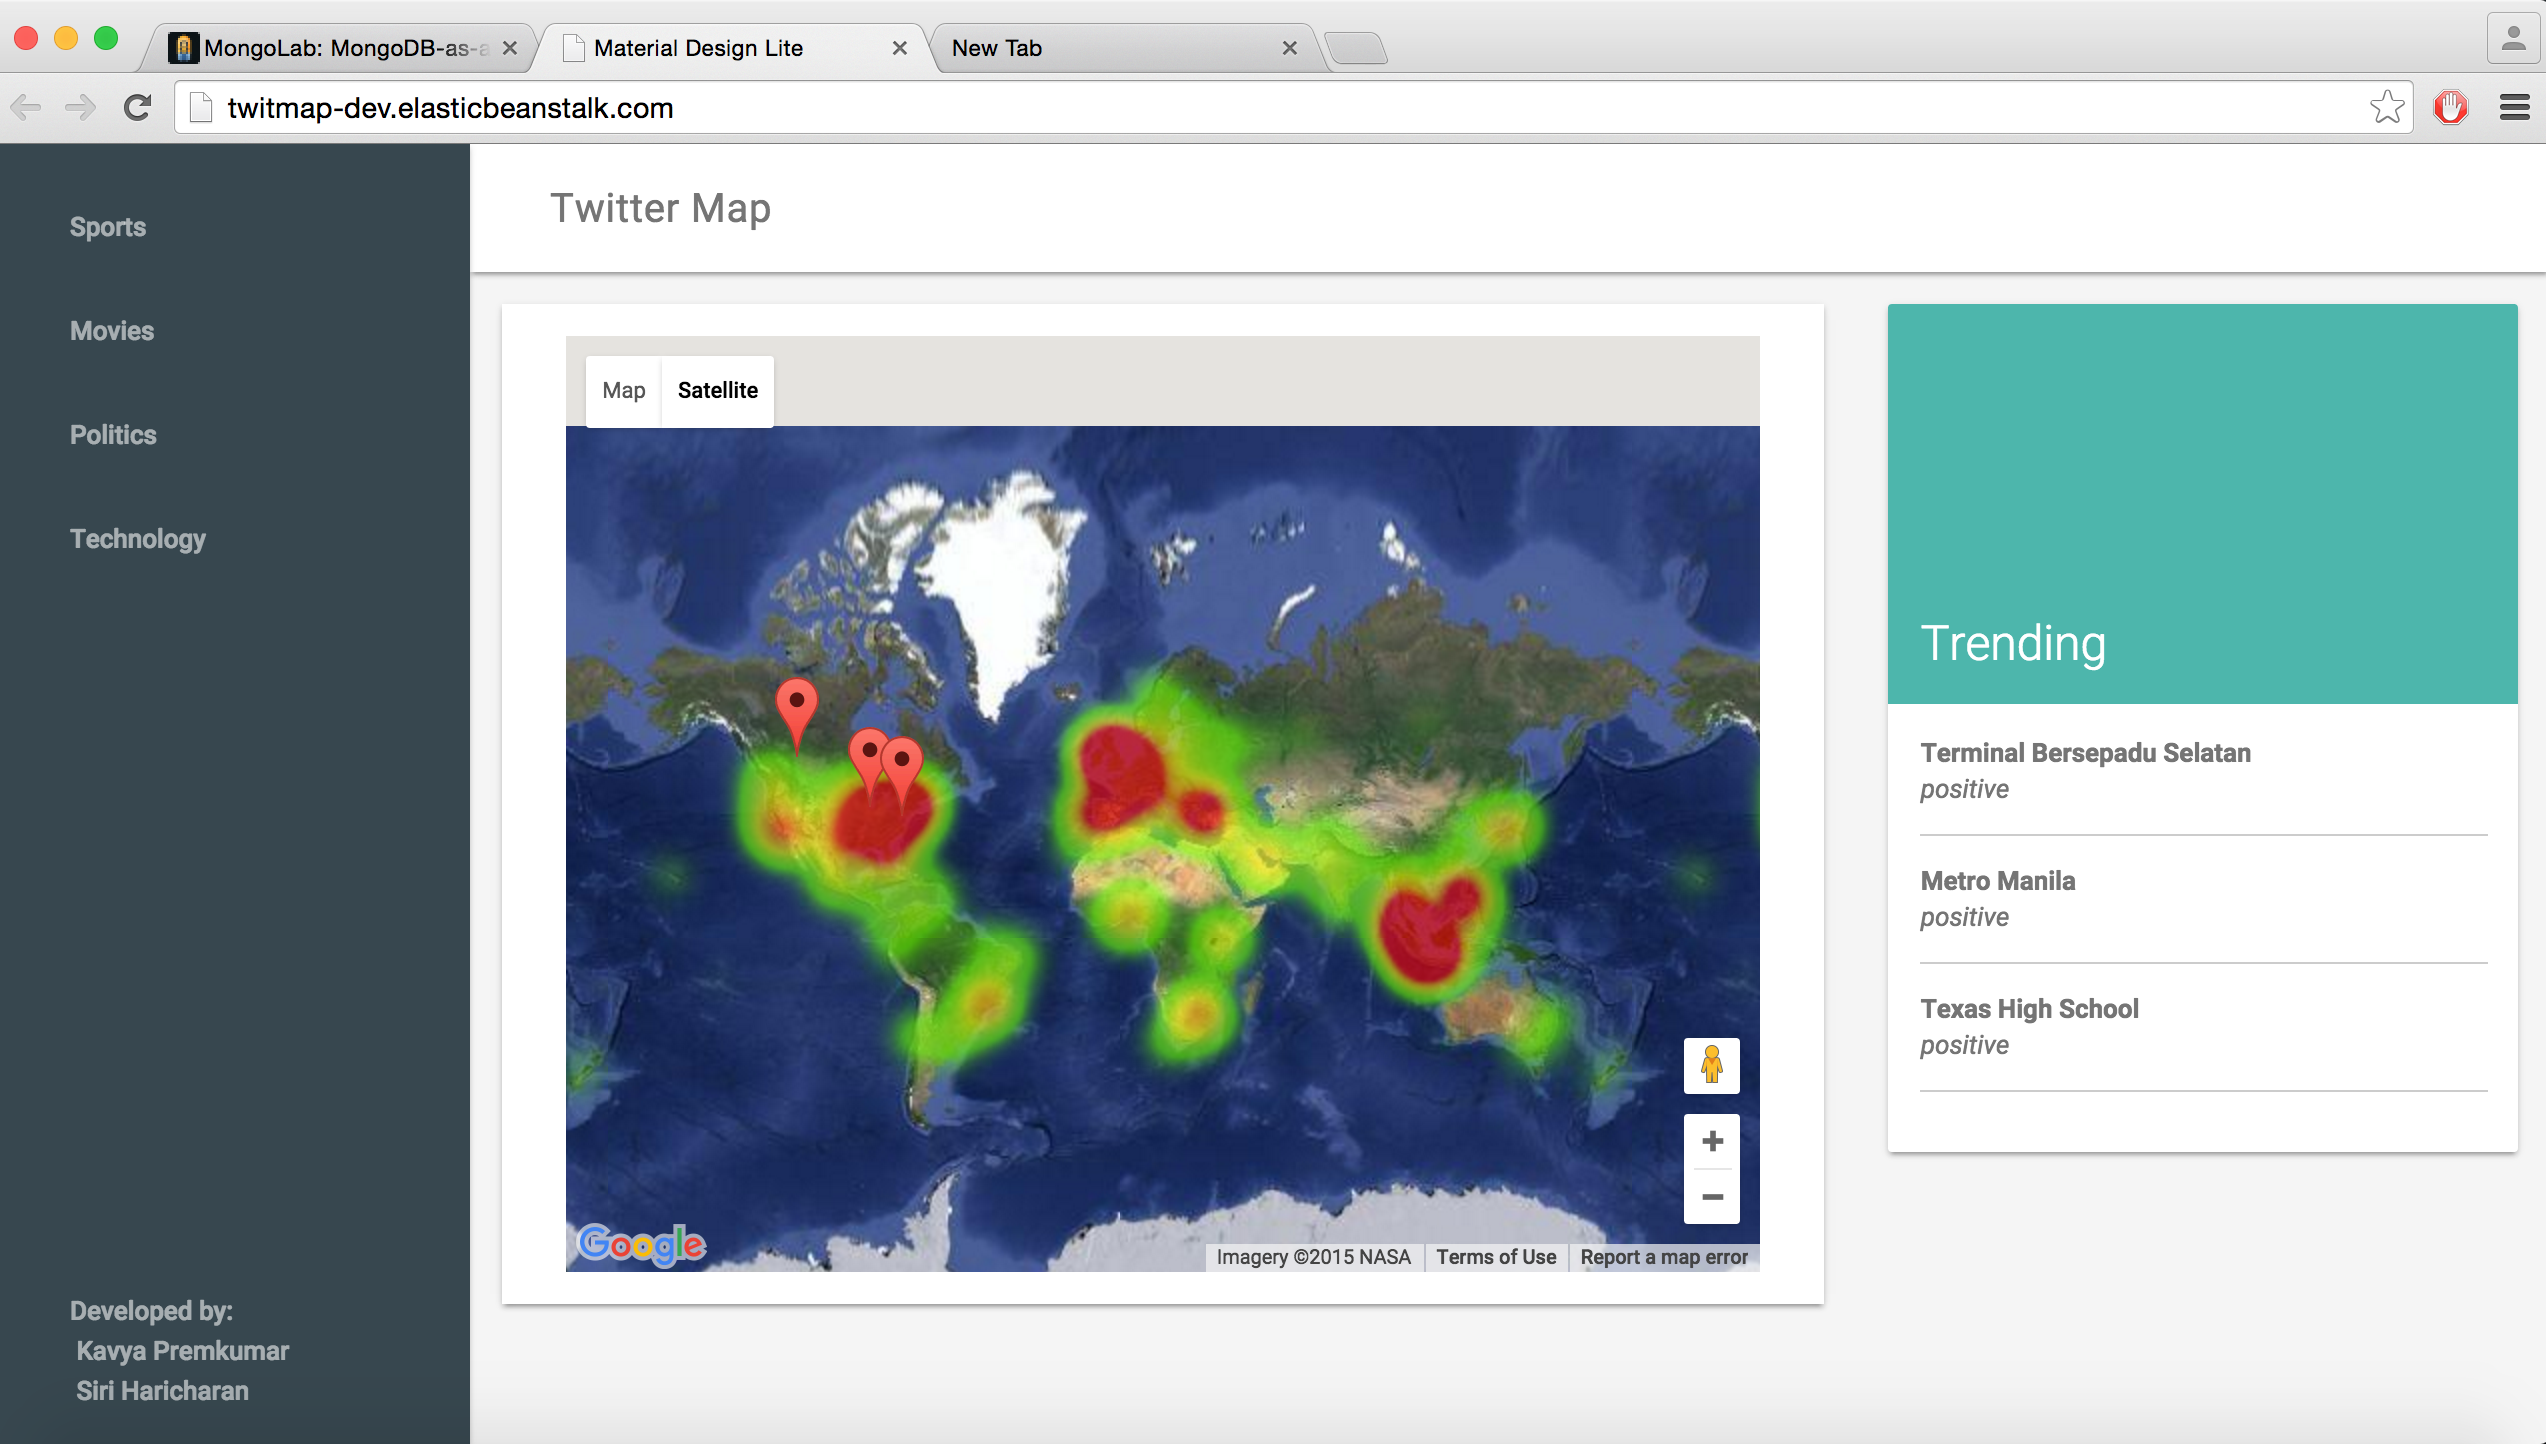 MongoLab: MongoDB-as-a
Material Design Lite
New Tab
twitmap-dev.elasticbeanstalk.com
Sports
Movies
Politics
Technology
Developed by:
Kavya Premkumar
Siri Haricharan
Twitter Map
Map
Satellite
Google
Imagery ©2015 NASA
Terms of Use
Report a map error
Trending
Terminal Bersepadu Selatan
positive
Metro Manila
positive
Texas High School
positive